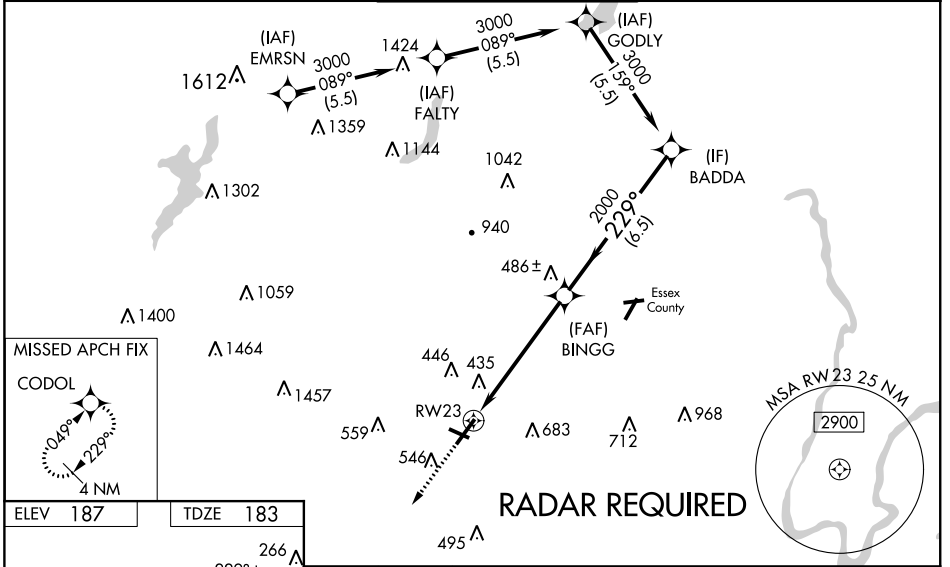 (IAF)
EMRSN
3000
089°
(5.5)
1424
3000
089°
(5.5)
(IAF)
GODLY
1612
(IAF)
FALTY
3000
159°
(5.5)
1359
1144
1042
(IF)
BADDA
1302
940
2000
229°
(6.5)
486±
1059
Essex
County
1400
(FAF)
BINGG
MISSED APCH FIX
CODOL
049°
229°
4 NM
1464
446
435
1457
RW23
559
683
712
968
546
MSA RW 23 25 NM
2900
RADAR REQUIRED
ELEV 187
TDZE 183
495
266